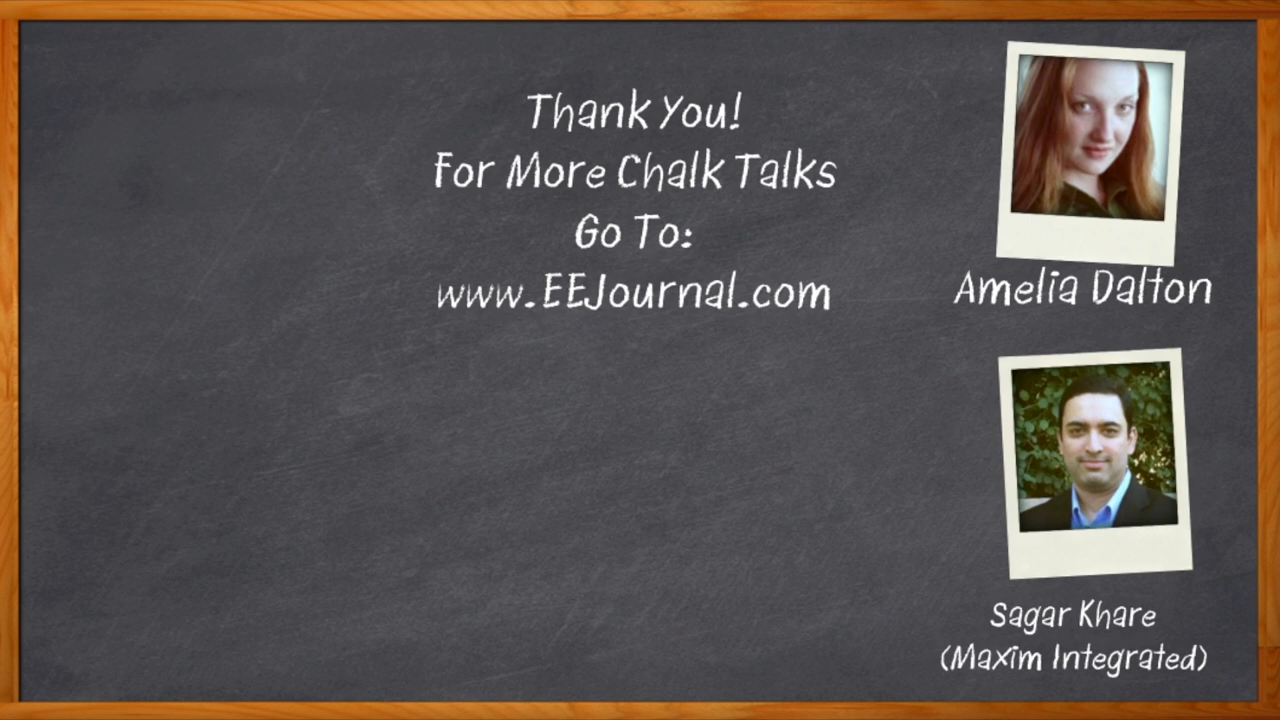 Thank You!
For More Chalk Talks
Go To:
www.EEJournal.com
Amelia Dalton
Sagar Khare
(Maxim Integrated)